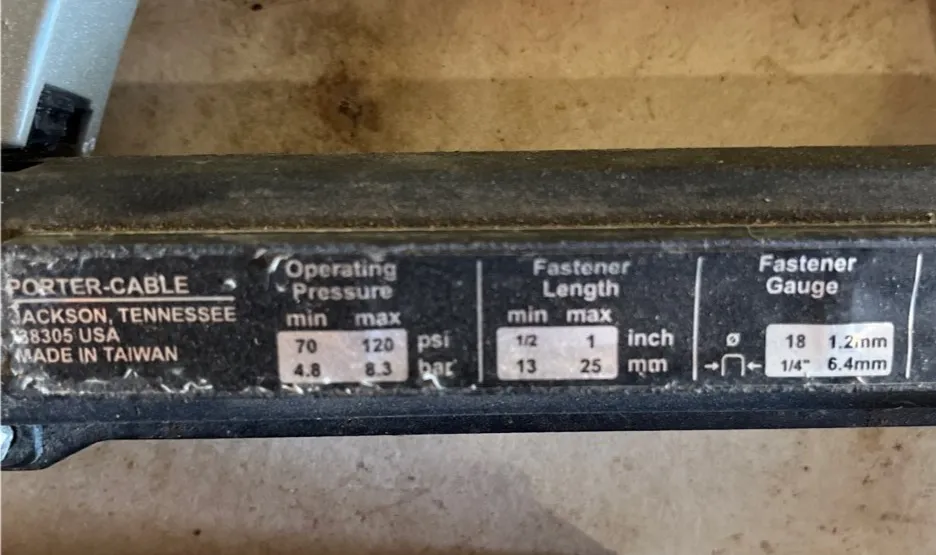 PORTER-CABLE
JACKSON, TENNESSEE
38305 USA
MADE IN TAIWAN
Operating
Pressure
min max
70 120 psi
4.8 8.3 bar
Fastener
Length
min max
1/2 1 inch
13 25 mm
Fastener
Gauge
ø 18 1.2mm
1/4" 6.4mm